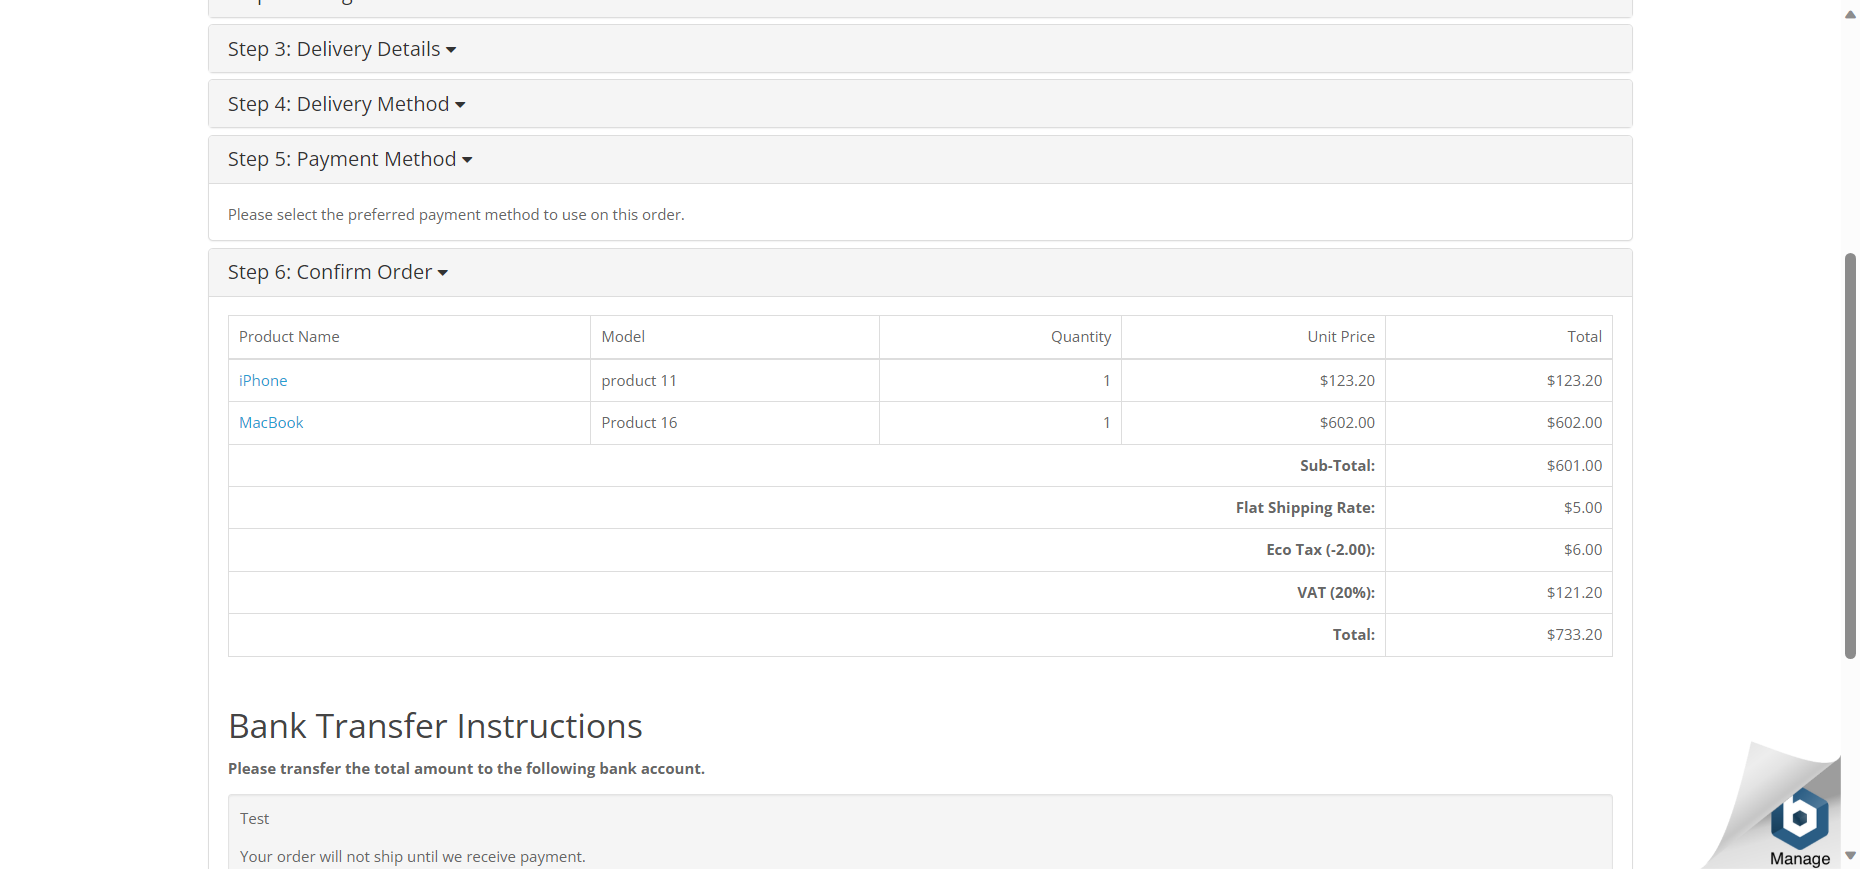 Step 3: Delivery Details
Step 4: Delivery Method
Step 5: Payment Method
Please select the preferred payment method to use on this order.
Step 6: Confirm Order
Product Name Model Quantity Unit Price Total
iPhone product 11 1 $123.20 $123.20
MacBook Product 16 1 $602.00 $602.00
Sub-Total: $601.00
Flat Shipping Rate: $5.00
Eco Tax (-2.00): $6.00
VAT (20%): $121.20
Total: $733.20
Bank Transfer Instructions
Please transfer the total amount to the following bank account.
Test
Your order will not ship until we receive payment.
Manage